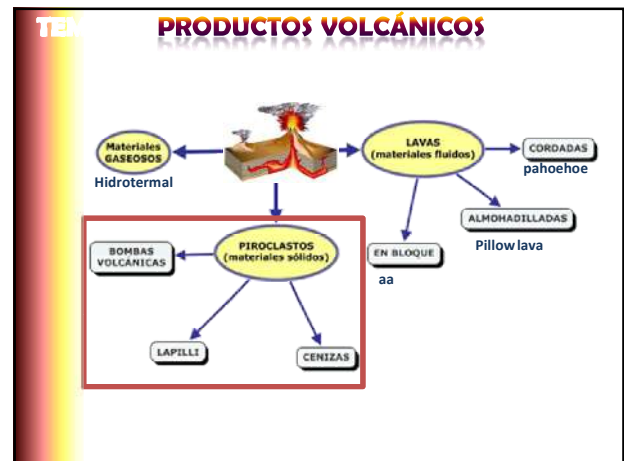 PRODUCTOS VOLCÁNICOS
Materiales
GASEOSOS
Hidrotermal
LAVAS
(materiales fluidos)
CORDADAS
pahoehoe
ALMOHADILLADAS
Pillow lava
EN BLOQUE
aa
PIROCLASTOS
(materiales sólidos)
BOMBAS
VOLCÁNICAS
LAPILLI
CENIZAS